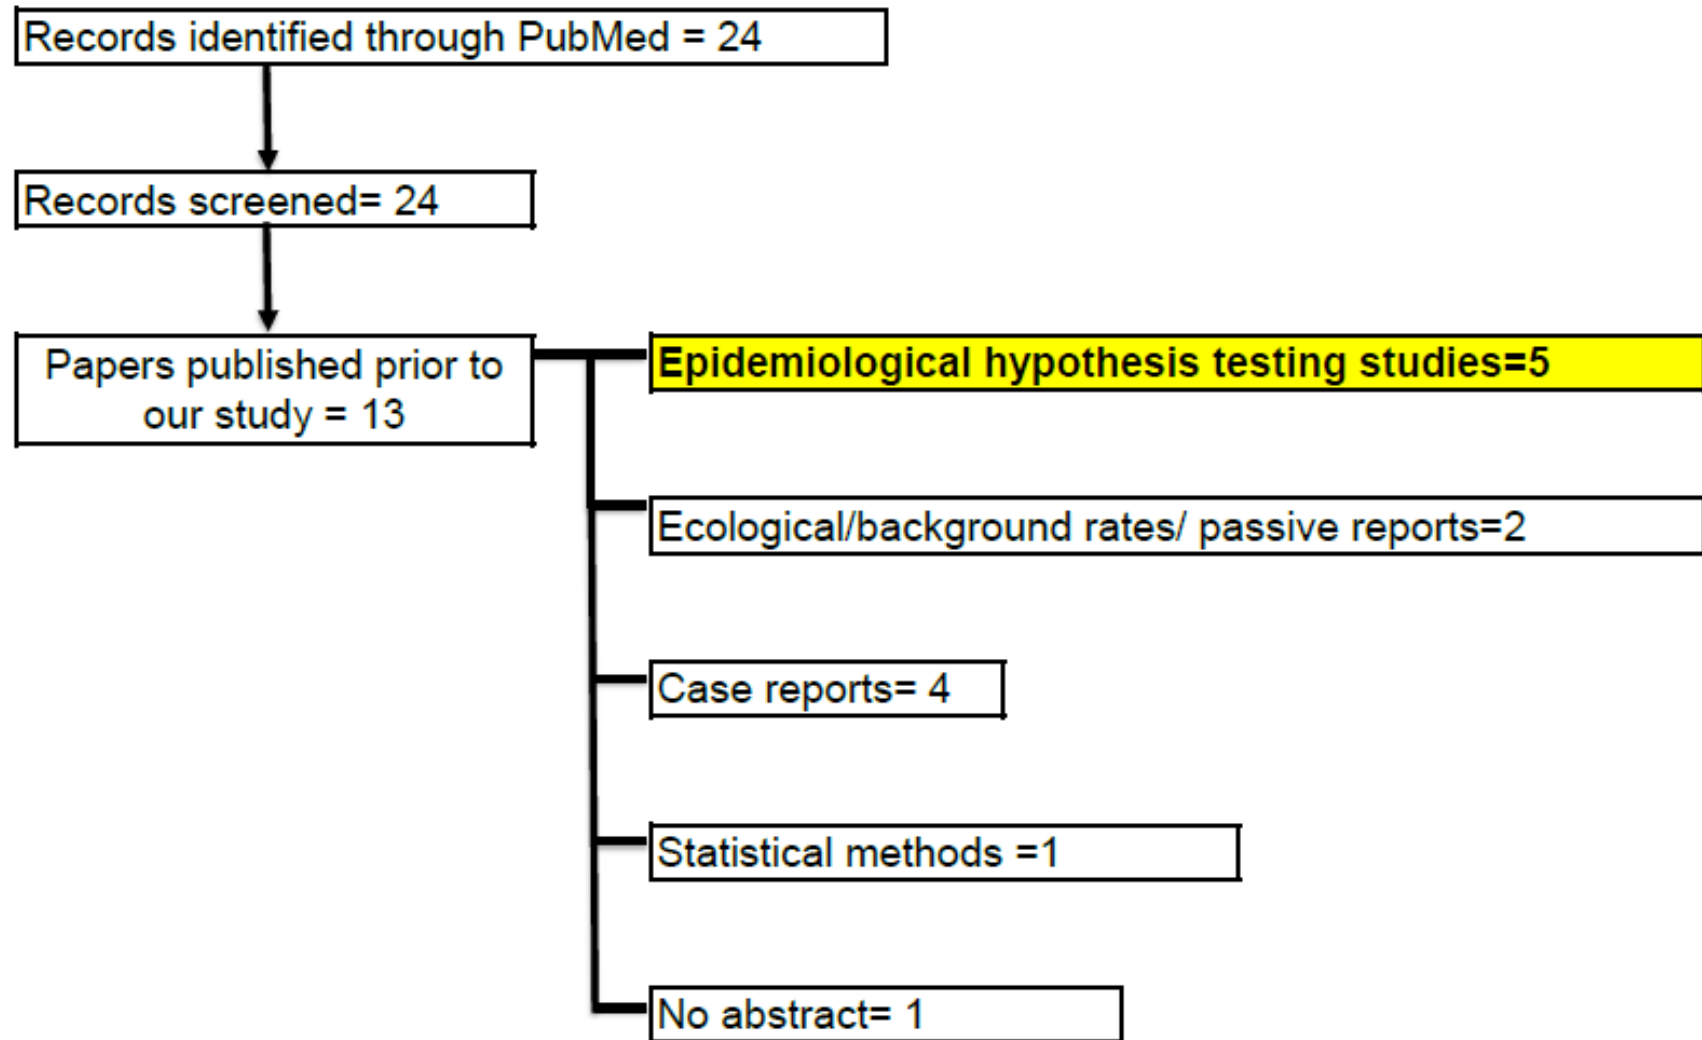 Records identified through PubMed = 24
Records screened= 24
Papers published prior to
our study = 13
Epidemiological hypothesis testing studies=5
Ecological/background rates/ passive reports=2
Case reports= 4
Statistical methods =1
No abstract= 1